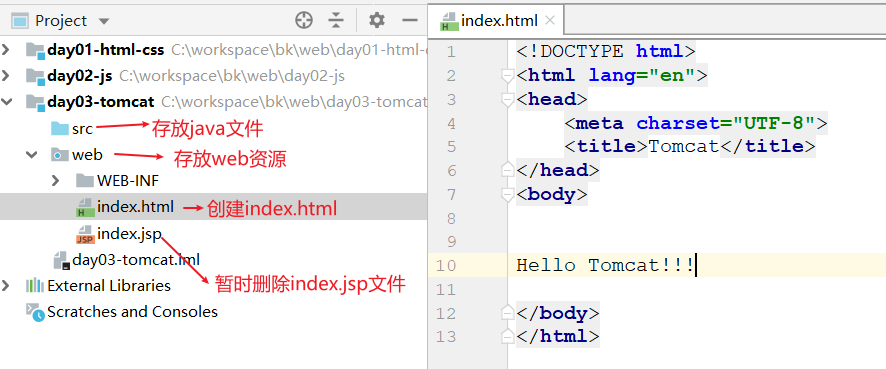 Project
day01-html-css C:\workspace\bk\web\day01-html-c
day02-js C:\workspace\bk\web\day02-js
day03-tomcat C:\workspace\bk\web\day03-tomcat
src 存放java文件
web 存放web资源
WEB-INF
index.html 创建index.html
index.jsp
day03-tomcat.iml
暂时删除index.jsp文件
External Libraries
Scratches and Consoles
index.html
1 <!DOCTYPE html>
2 <html lang="en">
3 <head>
4 <meta charset="UTF-8">
5 <title>Tomcat</title>
6 </head>
7 <body>
8
9
10 Hello Tomcat!!!
11
12 </body>
13 </html>